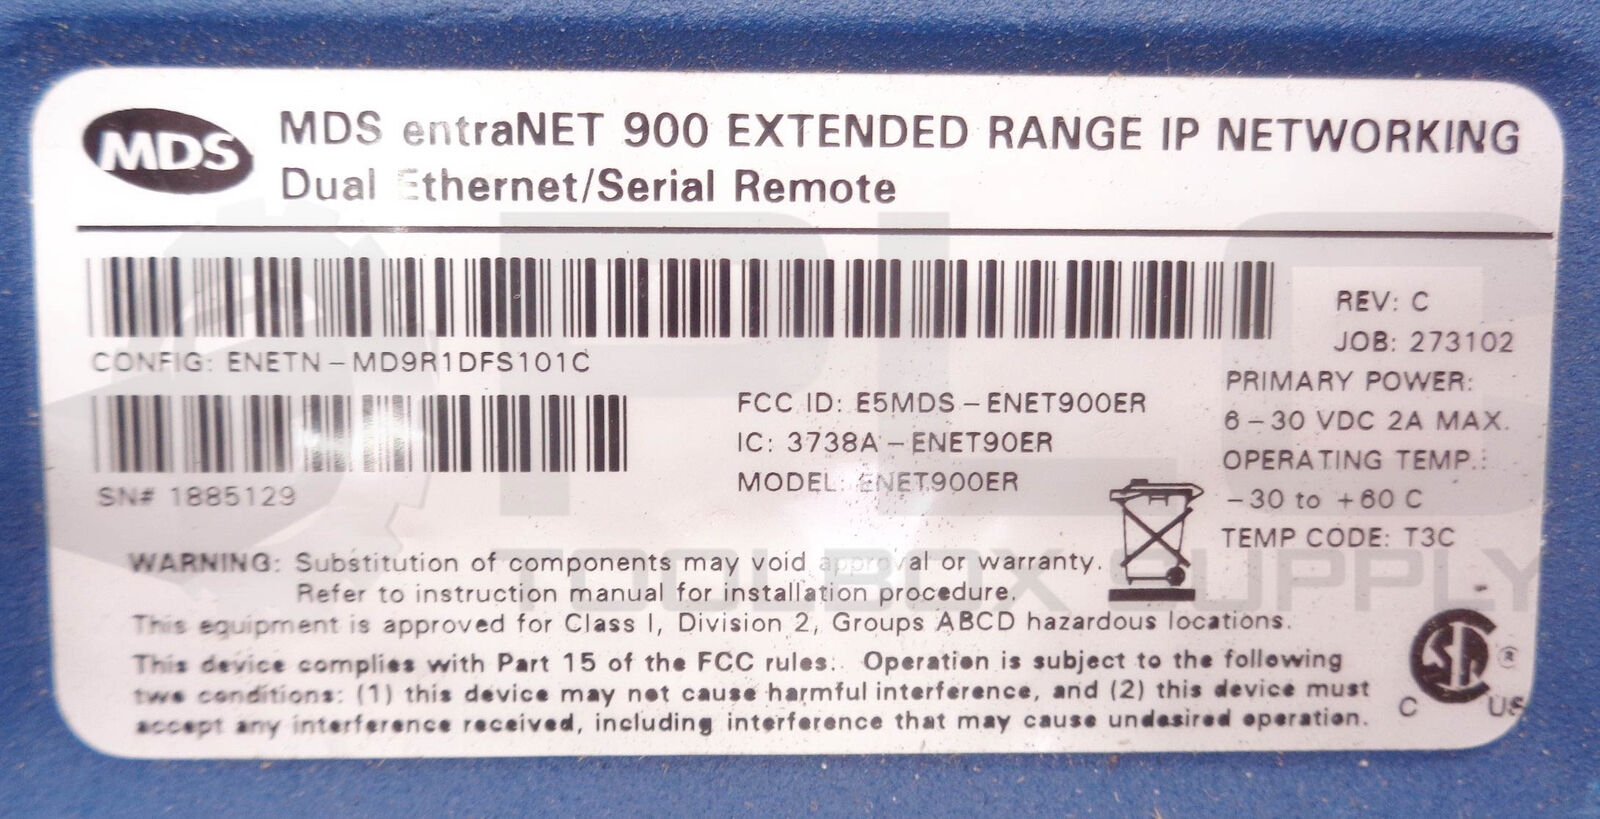 MDS
MDS entraNET 900 EXTENDED RANGE IP NETWORKING
Dual Ethernet/Serial Remote
REV: C
JOB: 273102
CONFIG: ENETN-MD9R1DFS101C
PRIMARY POWER:
6-30 VDC 2A MAX.
OPERATING TEMP.:
-30 to +60 C
TEMP CODE: T3C
FCC ID: E5MDS-ENET900ER
IC: 3738A-ENET90ER
MODEL: ENET900ER
SN# 1885129
WARNING: Substitution of components may void approval or warranty.
Refer to instruction manual for installation procedure.
This equipment is approved for Class I, Division 2, Groups ABCD hazardous locations.
This device complies with Part 15 of the FCC rules. Operation is subject to the following
two conditions: (1) this device may not cause harmful interference, and (2) this device must
accept any interference received, including interference that may cause undesired operation.
SA ®
C US
PLC
TOOLBOX SUPPLY